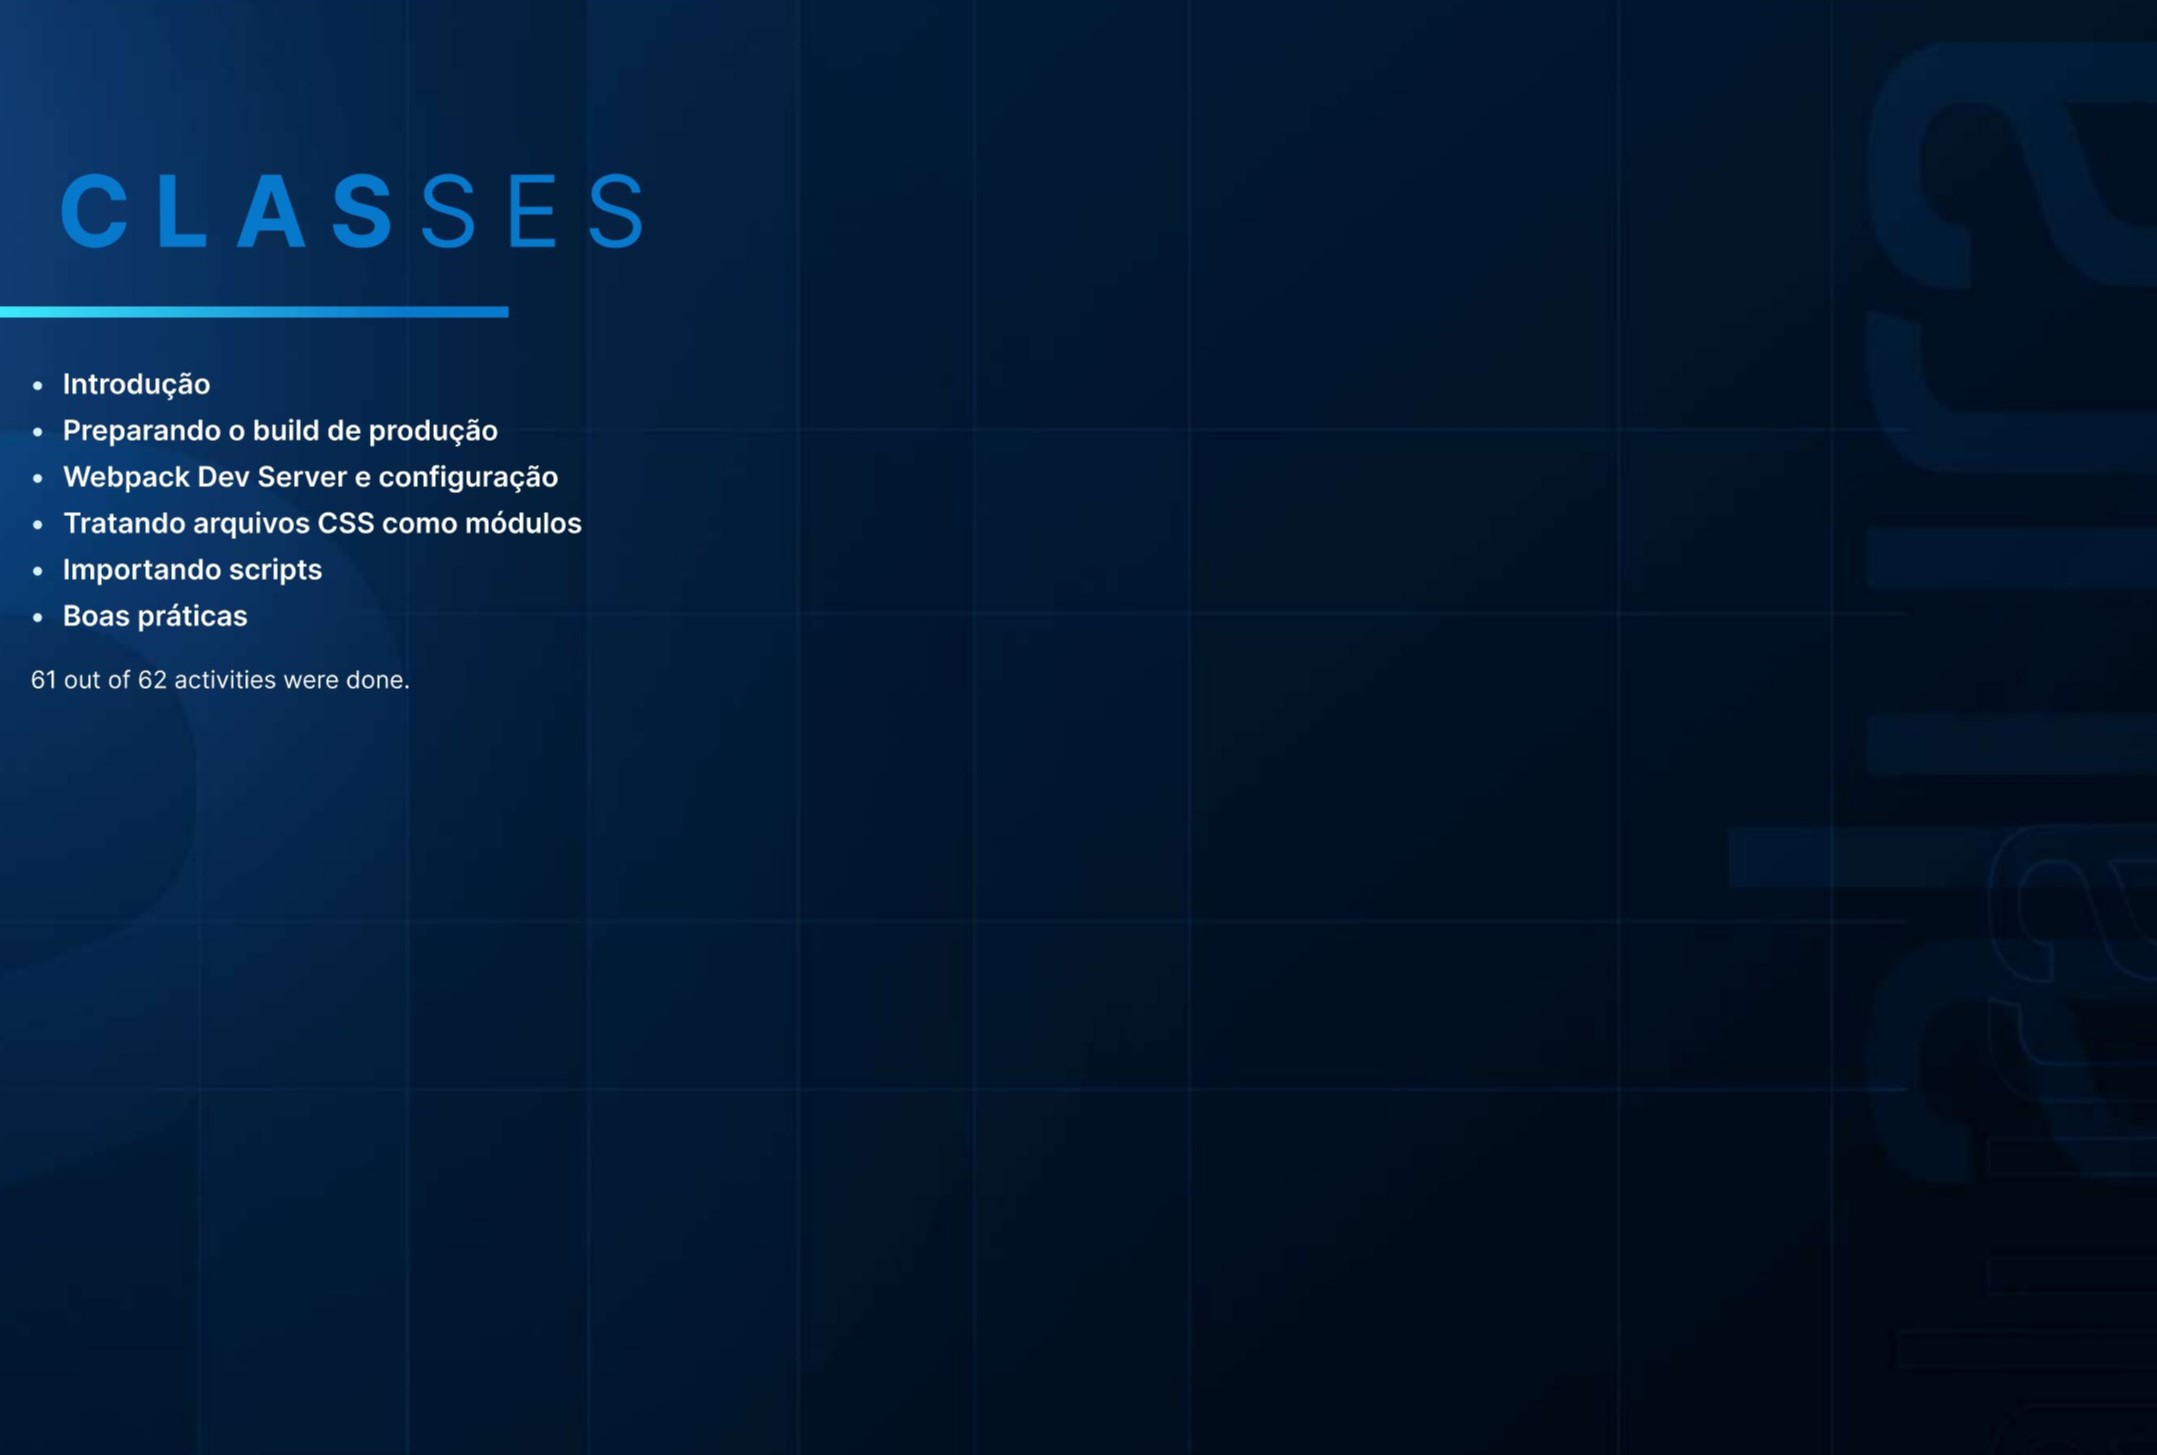 CLASSES
• Introdução
• Preparando o build de produção
• Webpack Dev Server e configuração
• Tratando arquivos CSS como módulos
• Importando scripts
• Boas práticas
61 out of 62 activities were done.